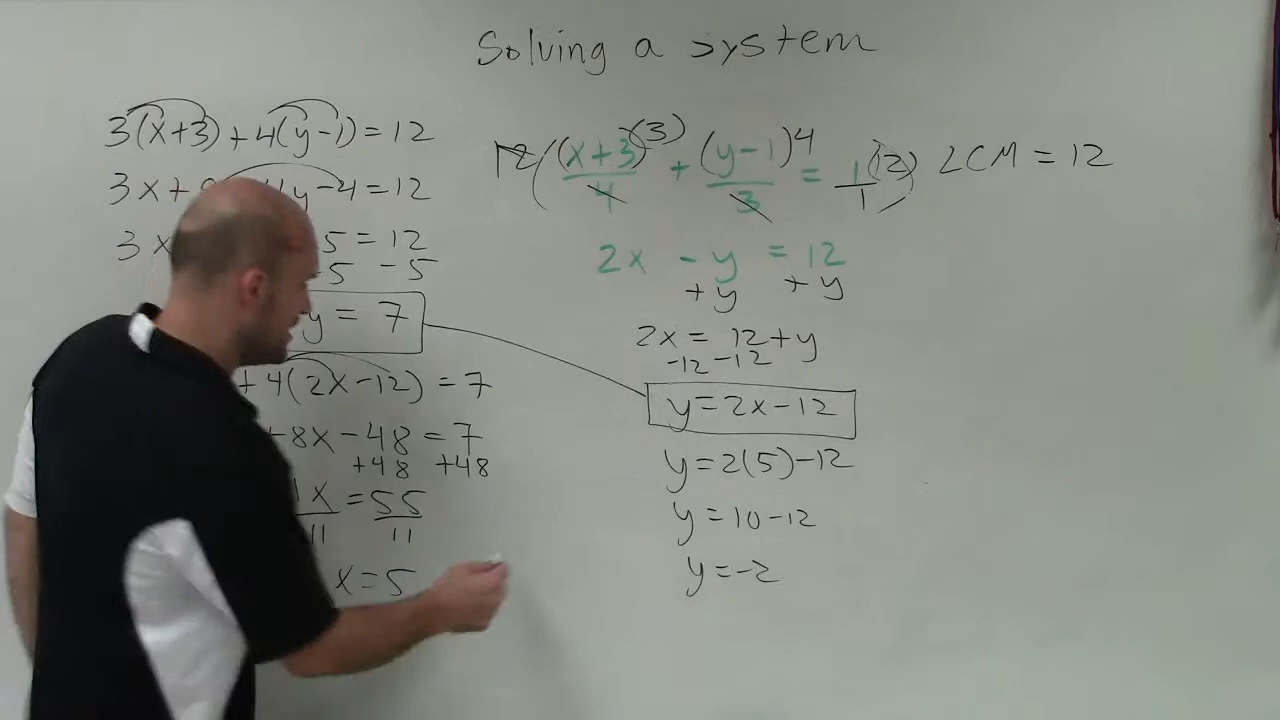 Solving a system
3(x+3)+4(y-1)=12
3x+9 4y-4=12
3x 5=12
-5 -5
y=7
+4(2x-12)=7
+8x-48=7
+48 +48
1x=55
11 11
x=5
12((x+3)(3)/4 + (y-1)4/3 = 1(12)/1) LCM=12
2x - y = 12
+y +y
2x=12+y
-12 -12
y=2x-12
y=2(5)-12
y=10-12
y=-2